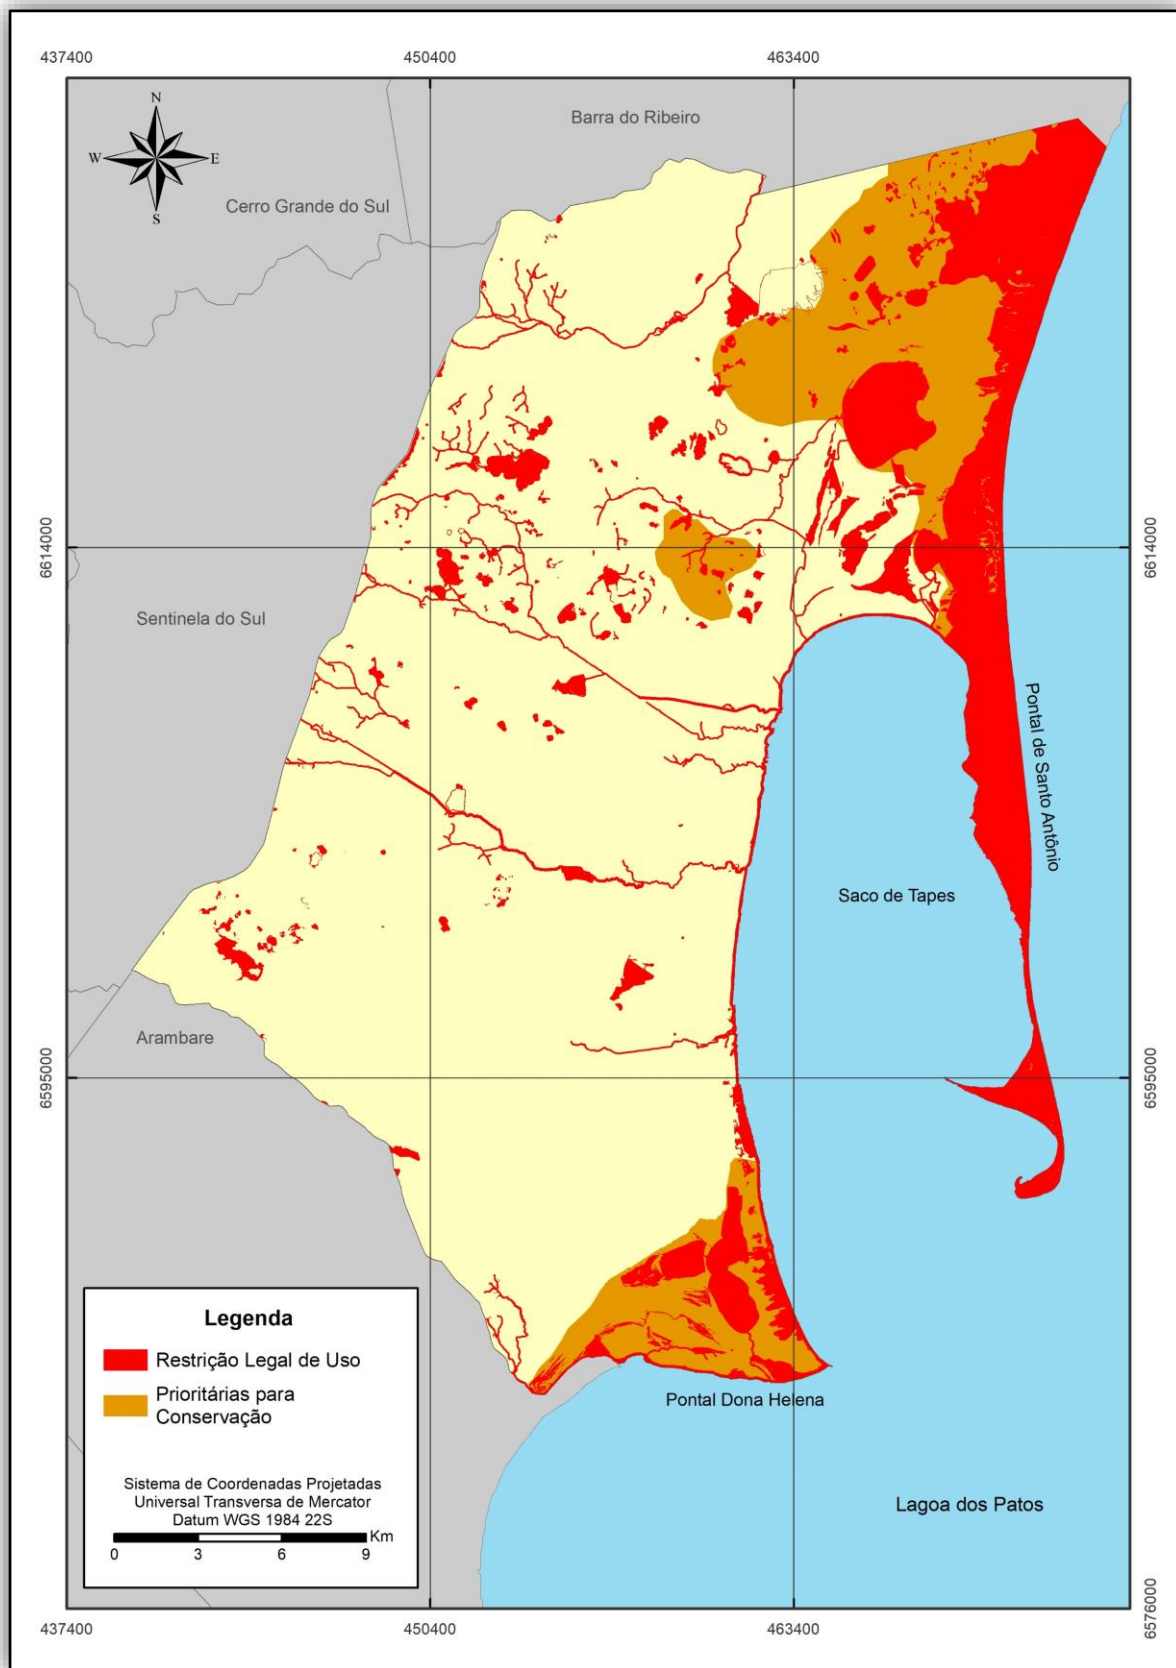 437400
450400
463400
N
W
E
S
Barra do Ribeiro
Cerro Grande do Sul
6614000
6614000
Sentinela do Sul
Pontal de Santo Antônio
Saco de Tapes
Arambare
6595000
6595000
Legenda
Restrição Legal de Uso
Prioritárias para
Conservação
Pontal Dona Helena
Sistema de Coordenadas Projetadas
Universal Transversa de Mercator
Datum WGS 1984 22S
Km
0 3 6 9
Lagoa dos Patos
6576000
437400
450400
463400